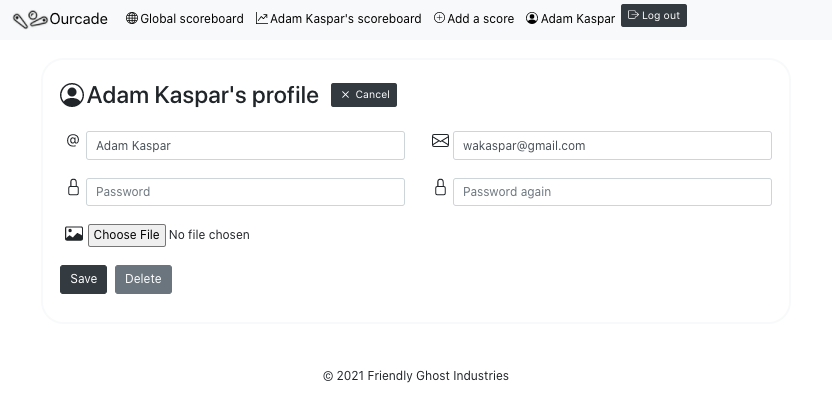 Ourcade Global scoreboard Adam Kaspar's scoreboard Add a score Adam Kaspar Log out
Adam Kaspar's profile Cancel
@ Adam Kaspar wakaspar@gmail.com
Password Password again
Choose File No file chosen
Save Delete
© 2021 Friendly Ghost Industries